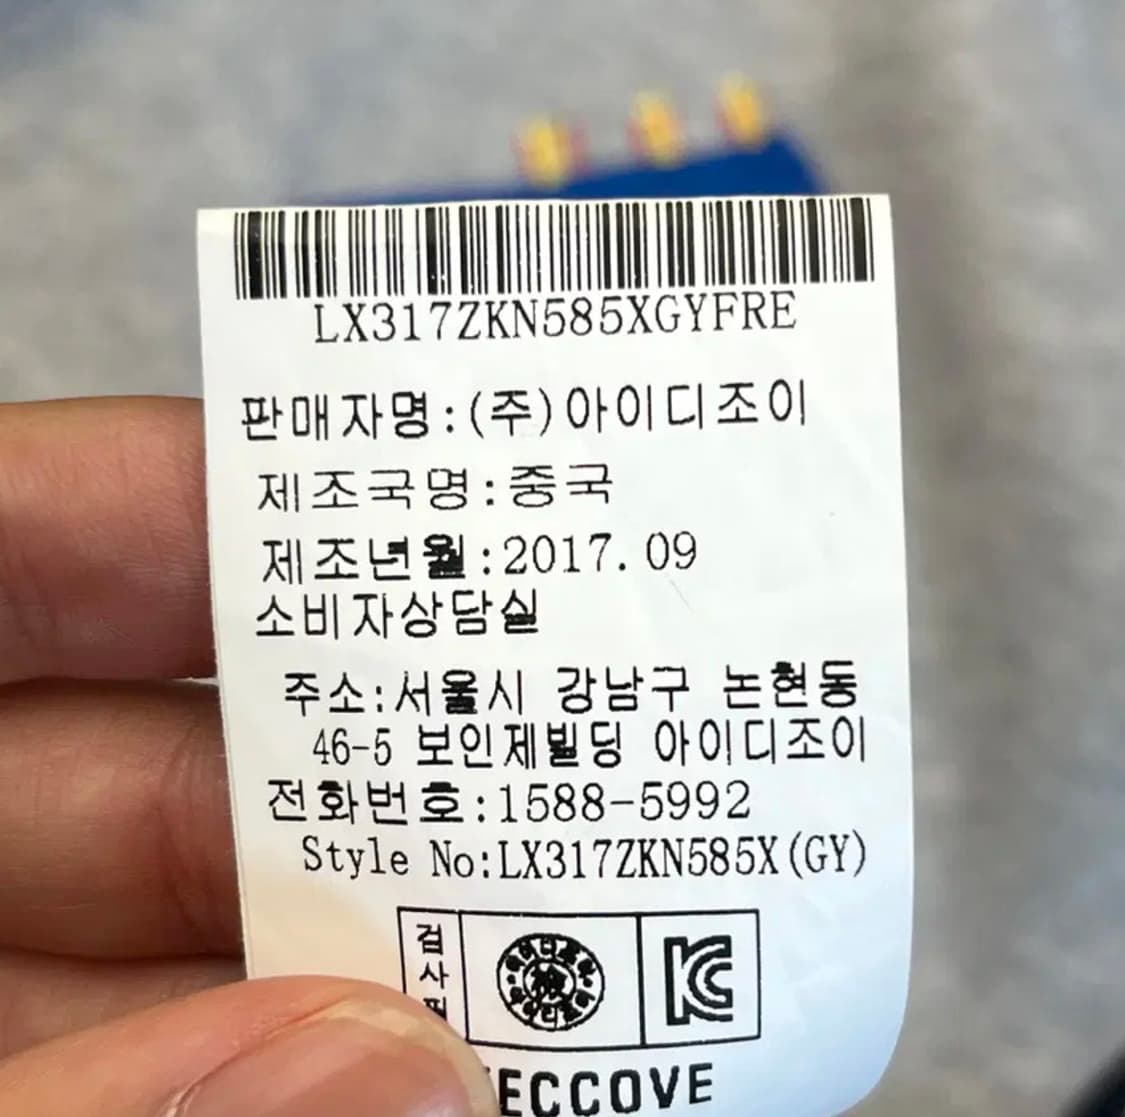 LX317ZKN585XGYFRE
판매자명:(주)아이디조이
제조국명:중국
제조년월:2017.09
소비자상담실
주소:서울시 강남구 논현동
46-5 보인제빌딩 아이디조이
전화번호:1588-5992
Style No:LX317ZKN585X(GY)
검사
KC